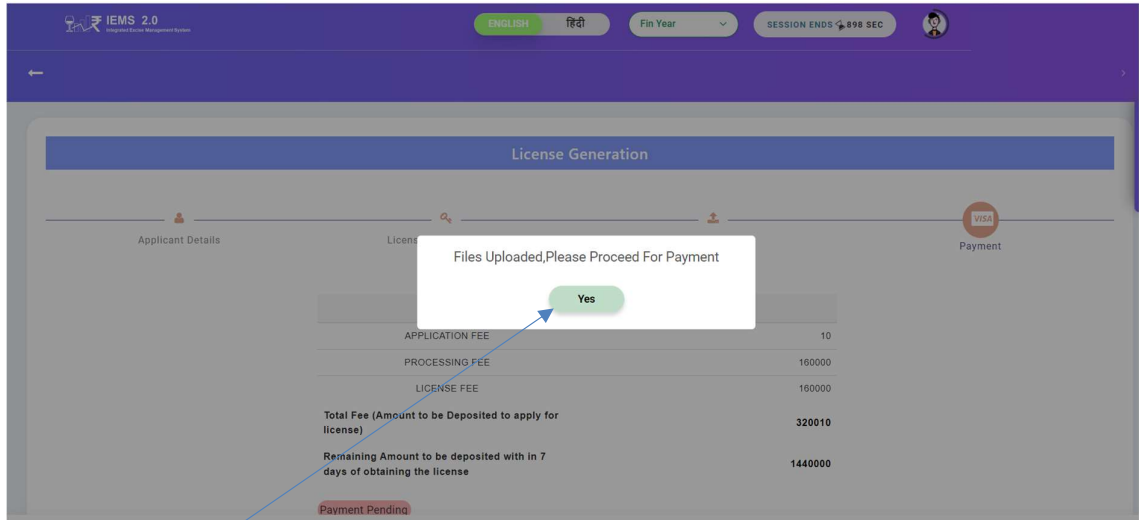 IEMS 2.0
Integrated Excise Management System
ENGLISH हिंदी
Fin Year
SESSION ENDS 898 SEC
License Generation
Applicant Details
Licens
VISA
Payment
Files Uploaded,Please Proceed For Payment
Yes
APPLICATION FEE 10
PROCESSING FEE 160000
LICENSE FEE 160000
Total Fee (Amount to be Deposited to apply for
license) 320010
Remaining Amount to be deposited with in 7
days of obtaining the license 1440000
Payment Pending